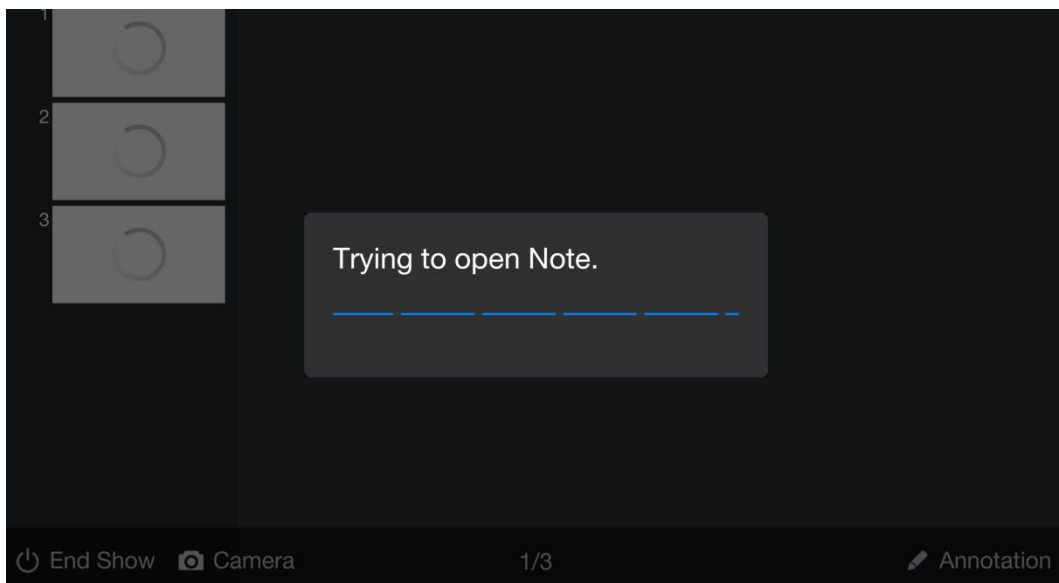 1
2
3
Trying to open Note.
End Show
Camera
1/3
Annotation